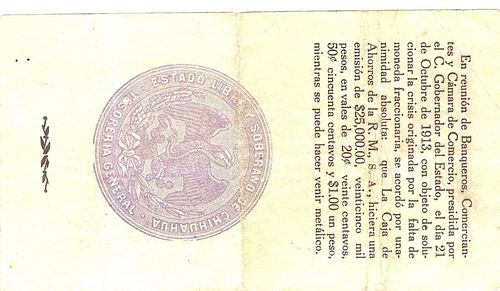 En reunión de Banqueros, Comercian-
tes y Cámara de Comercio, presidida por
el C. Gobernador del Estado, el día 21
de Octubre de 1913, con objeto de solu-
cionar la crisis originada por la falta de
moneda fraccionaria, se acordo por una-
nimidad absoluta: que La Caja de
Ahorros de la R. M., S A., hiciera una
emisión de $25,000.00, veinticinco mil
pesos, en vales de 20¢ veinte centavos,
50¢ cincuenta centavos y $1.00 un peso,
mientras se puede hacer venir metálico.
ESTADO LIBRE Y SOBERANO DE CHIHUAHUA
TESORERIA GENERAL